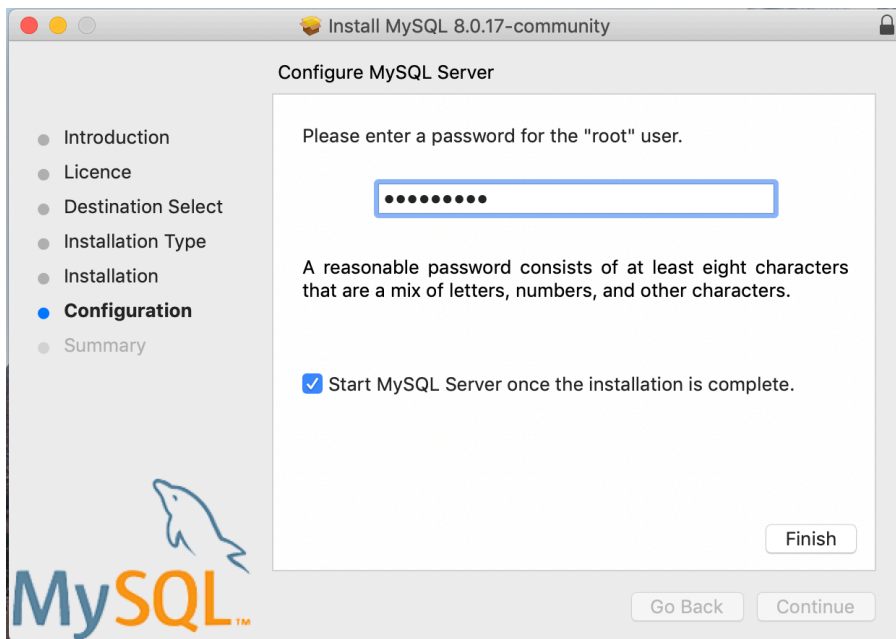 Install MySQL 8.0.17-community
Configure MySQL Server
Introduction
Licence
Destination Select
Installation Type
Installation
Configuration
Summary
Please enter a password for the "root" user.
•••••••••
A reasonable password consists of at least eight characters
that are a mix of letters, numbers, and other characters.
Start MySQL Server once the installation is complete.
Finish
MySQL™
Go Back
Continue